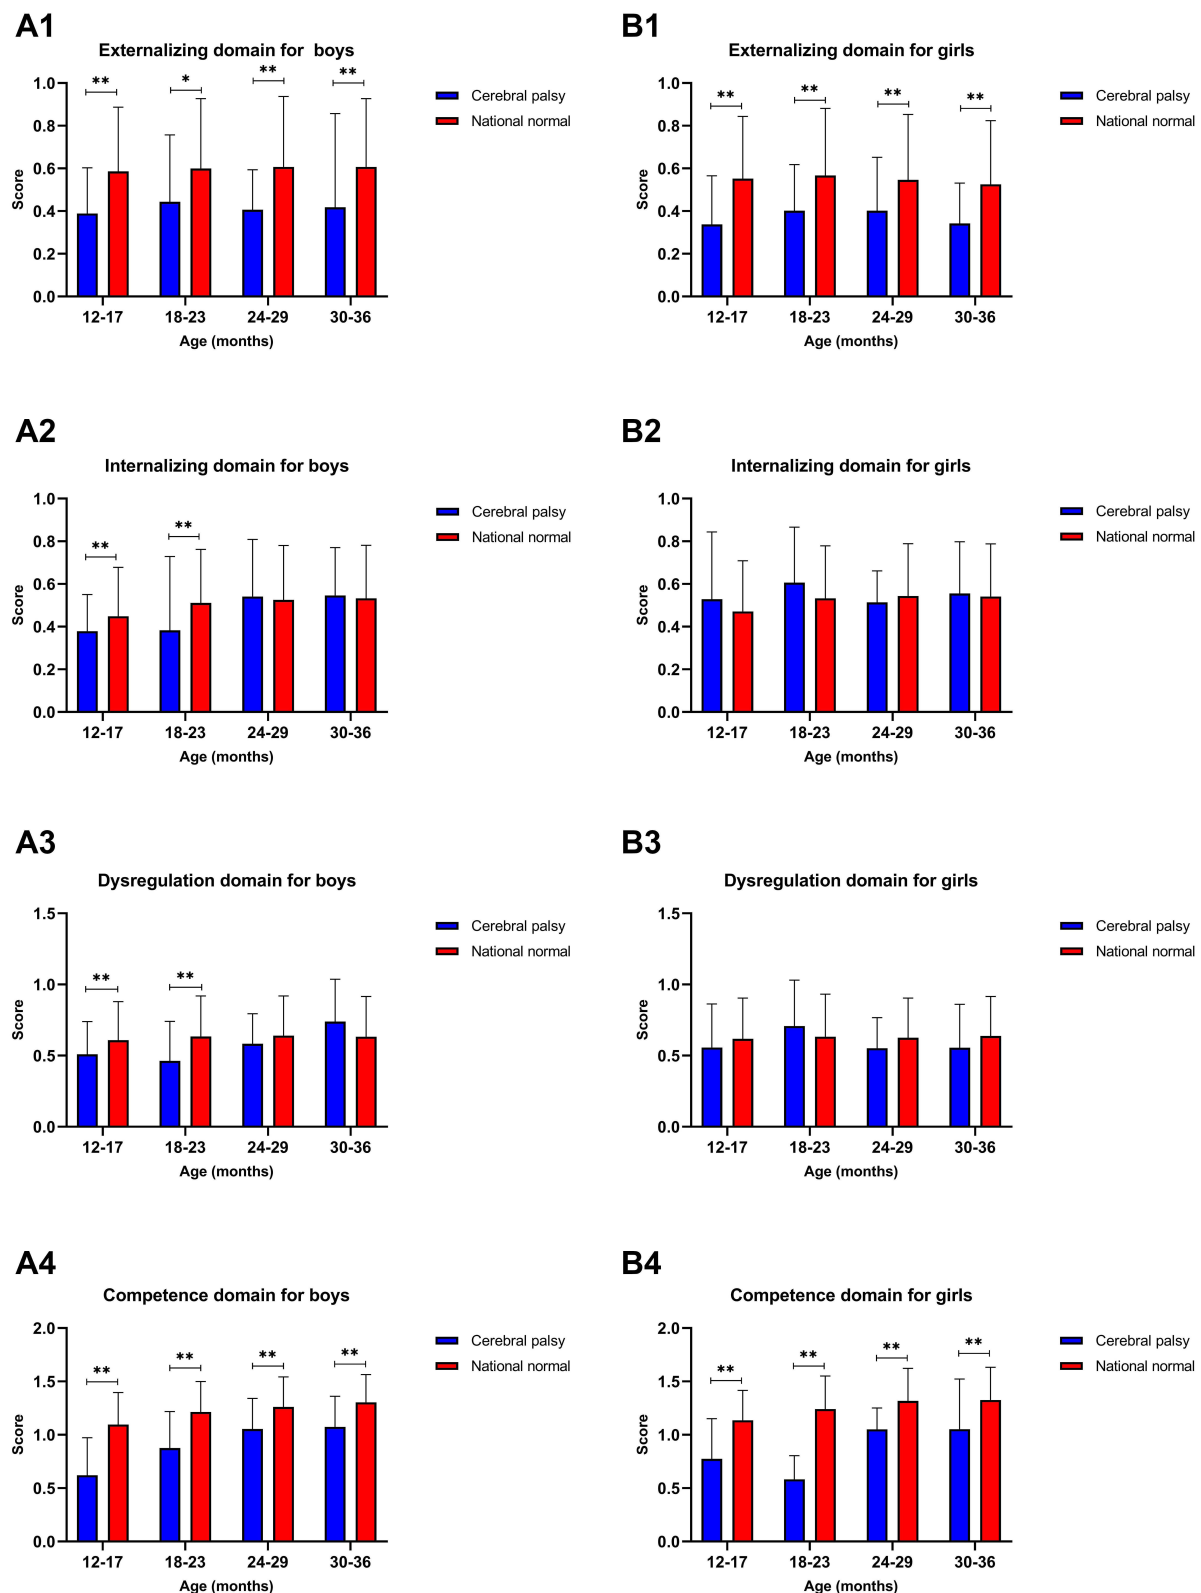 A1
Externalizing domain for  boys
** * ** **
1.0
0.8
0.6
0.4
0.2
0.0
Score
12-17 18-23 24-29 30-36
Age (months)
Cerebral palsy
National normal
B1
Externalizing domain for girls
** ** ** **
1.0
0.8
0.6
0.4
0.2
0.0
Score
12-17 18-23 24-29 30-36
Age (months)
Cerebral palsy
National normal
A2
Internalizing domain for boys
** **
1.0
0.8
0.6
0.4
0.2
0.0
Score
12-17 18-23 24-29 30-36
Age (months)
Cerebral palsy
National normal
B2
Internalizing domain for girls
1.0
0.8
0.6
0.4
0.2
0.0
Score
12-17 18-23 24-29 30-36
Age (months)
Cerebral palsy
National normal
A3
Dysregulation domain for boys
** **
1.5
1.0
0.5
0.0
Score
12-17 18-23 24-29 30-36
Age (months)
Cerebral palsy
National normal
B3
Dysregulation domain for girls
1.5
1.0
0.5
0.0
Score
12-17 18-23 24-29 30-36
Age (months)
Cerebral palsy
National normal
A4
Competence domain for boys
** ** ** **
2.0
1.5
1.0
0.5
0.0
Score
12-17 18-23 24-29 30-36
Age (months)
Cerebral palsy
National normal
B4
Competence domain for girls
** ** ** **
2.0
1.5
1.0
0.5
0.0
Score
12-17 18-23 24-29 30-36
Age (months)
Cerebral palsy
National normal